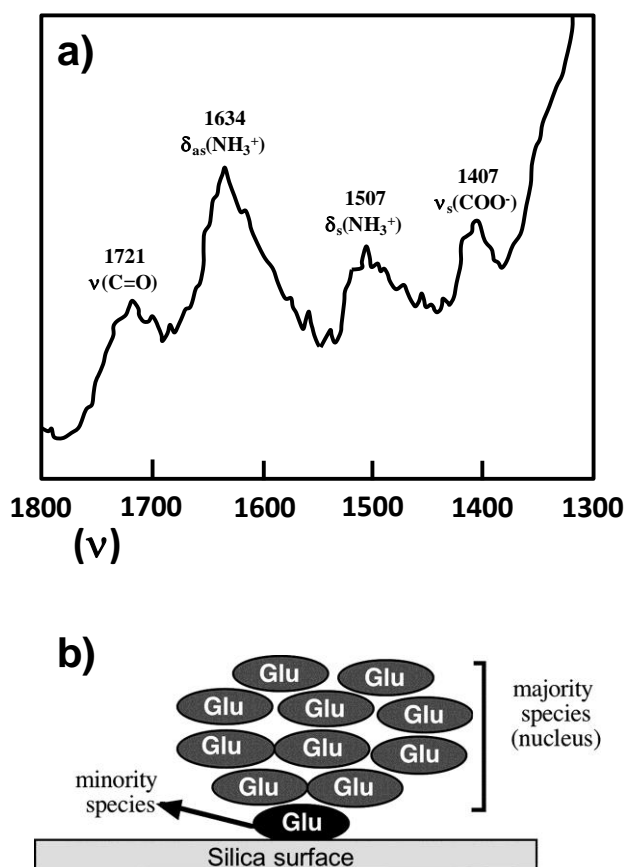 a)
1634
δas(NH3+)
1507
δs(NH3+)
1407
νs(COO-)
1721
ν(C=O)
1800 1700 1600 1500 1400 1300
(ν)
b)
Glu Glu
Glu Glu Glu
Glu Glu Glu
Glu Glu
Glu
majority
species
(nucleus)
minority
species
Silica surface